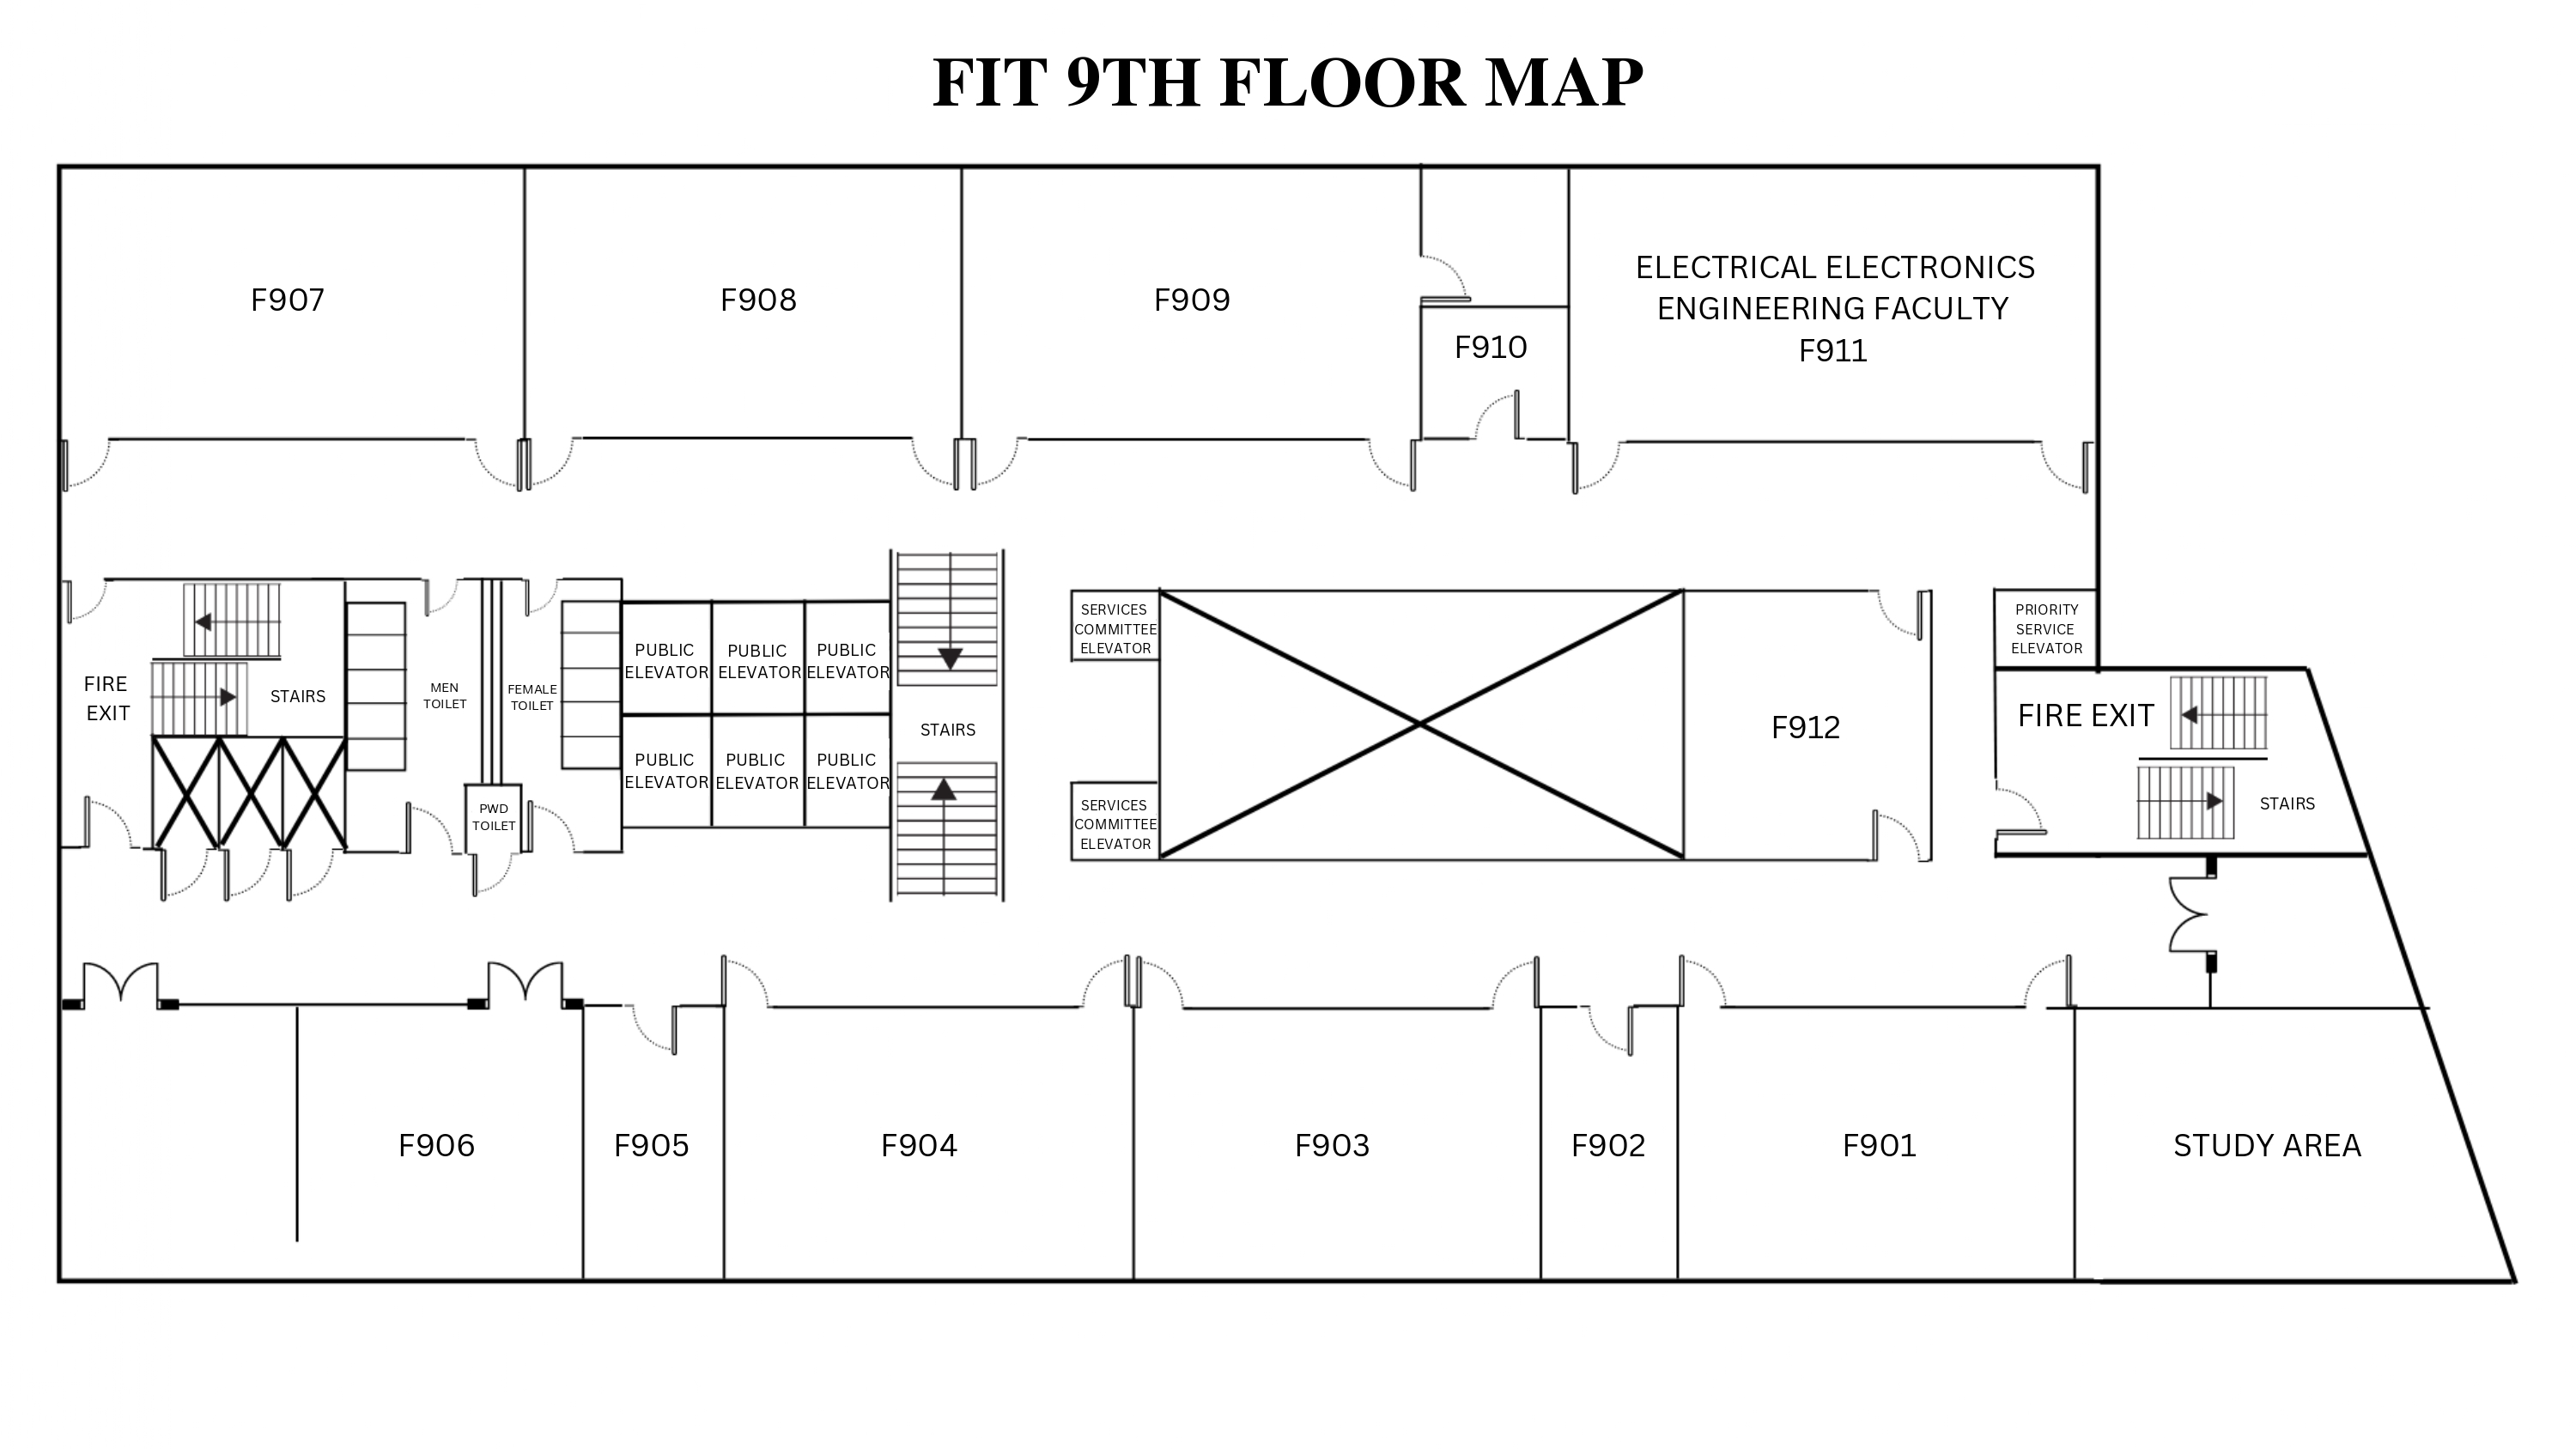 FIT 9TH FLOOR MAP
F907
F908
F909
F910
ELECTRICAL ELECTRONICS
ENGINEERING FACULTY
F911
FIRE
EXIT
STAIRS
MEN
TOILET
FEMALE
TOILET
PWD
TOILET
PUBLIC
ELEVATOR
PUBLIC
ELEVATOR
PUBLIC
ELEVATOR
PUBLIC
ELEVATOR
PUBLIC
ELEVATOR
PUBLIC
ELEVATOR
STAIRS
SERVICES
COMMITTEE
ELEVATOR
SERVICES
COMMITTEE
ELEVATOR
F912
PRIORITY
SERVICE
ELEVATOR
FIRE EXIT
STAIRS
F906
F905
F904
F903
F902
F901
STUDY AREA